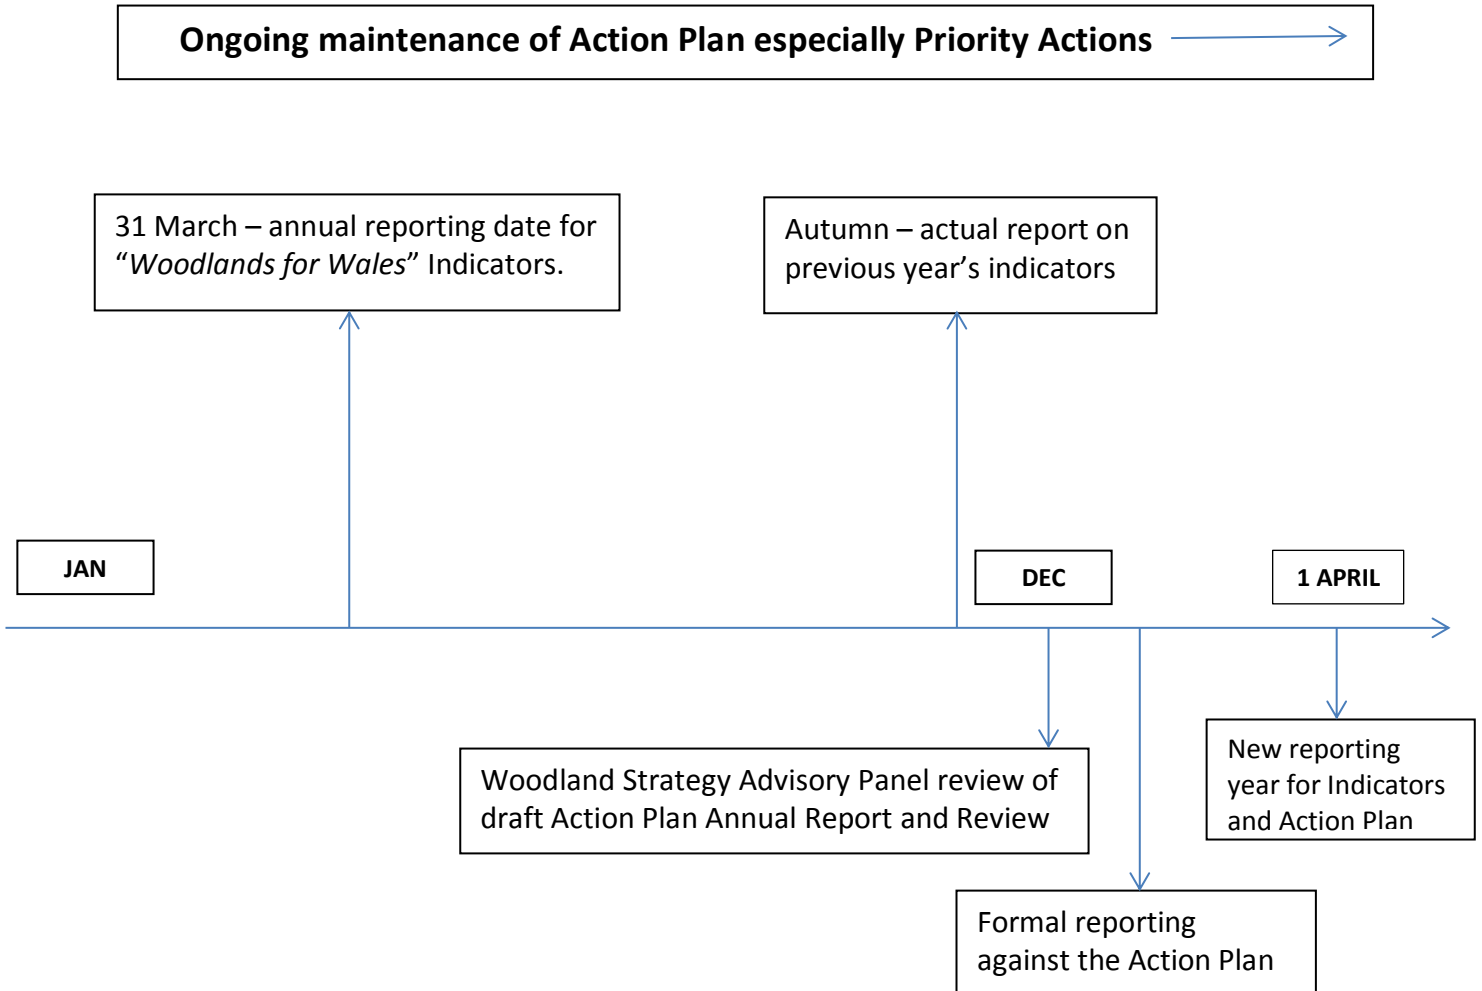 Ongoing maintenance of Action Plan especially Priority Actions
31 March – annual reporting date for
“Woodlands for Wales” Indicators.
Autumn – actual report on
previous year’s indicators
JAN
DEC
1 APRIL
Woodland Strategy Advisory Panel review of
draft Action Plan Annual Report and Review
New reporting
year for Indicators
and Action Plan
Formal reporting
against the Action Plan